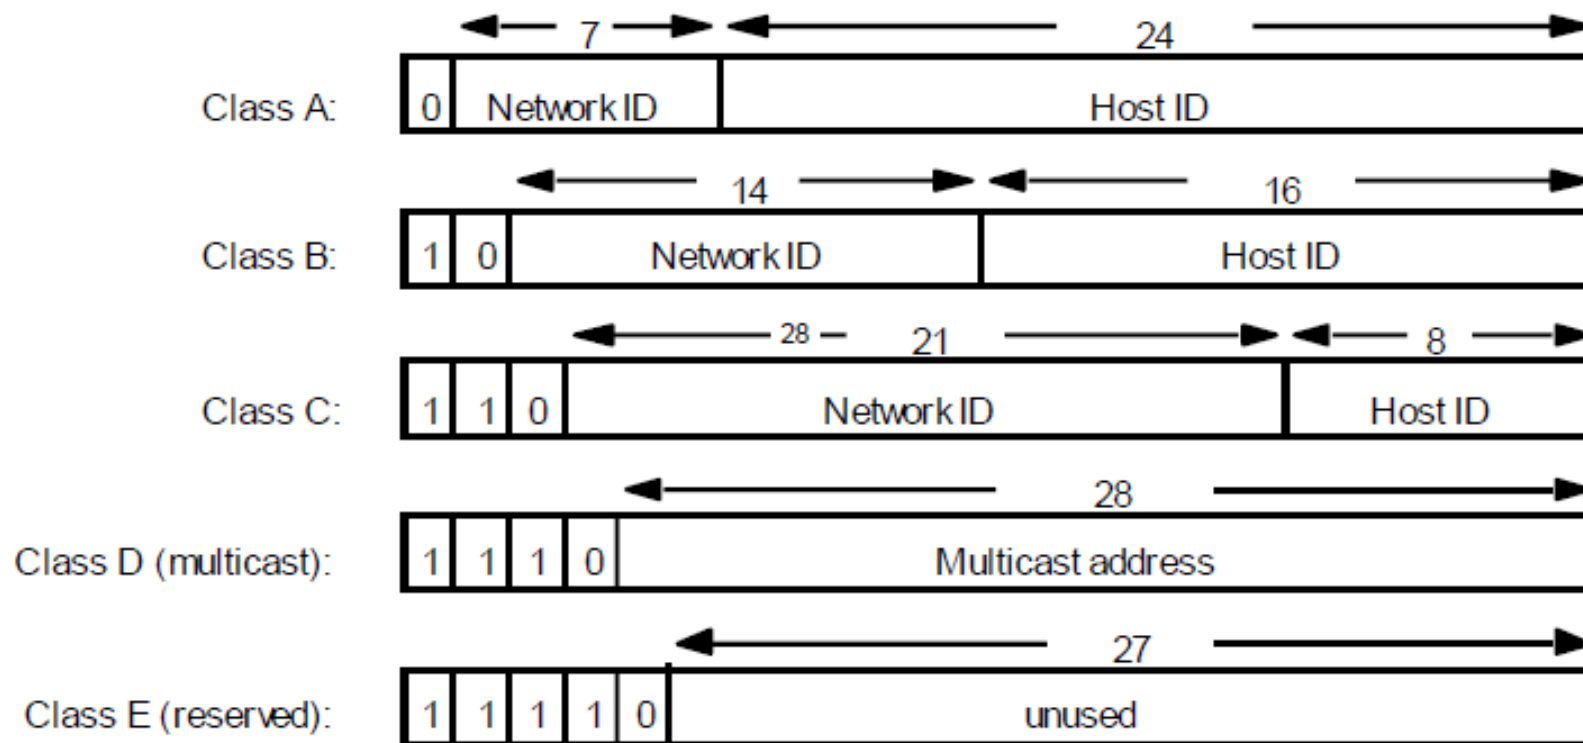 7 24
Class A: 0 Network ID Host ID
14 16
Class B: 1 0 Network ID Host ID
28 21 8
Class C: 1 1 0 Network ID Host ID
28
Class D (multicast): 1 1 1 0 Multicast address
27
Class E (reserved): 1 1 1 1 0 unused